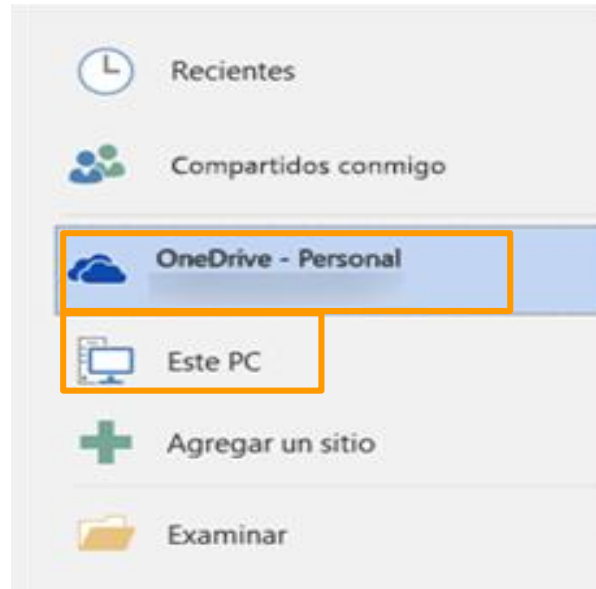 Recientes
Compartidos conmigo
OneDrive - Personal
Este PC
Agregar un sitio
Examinar